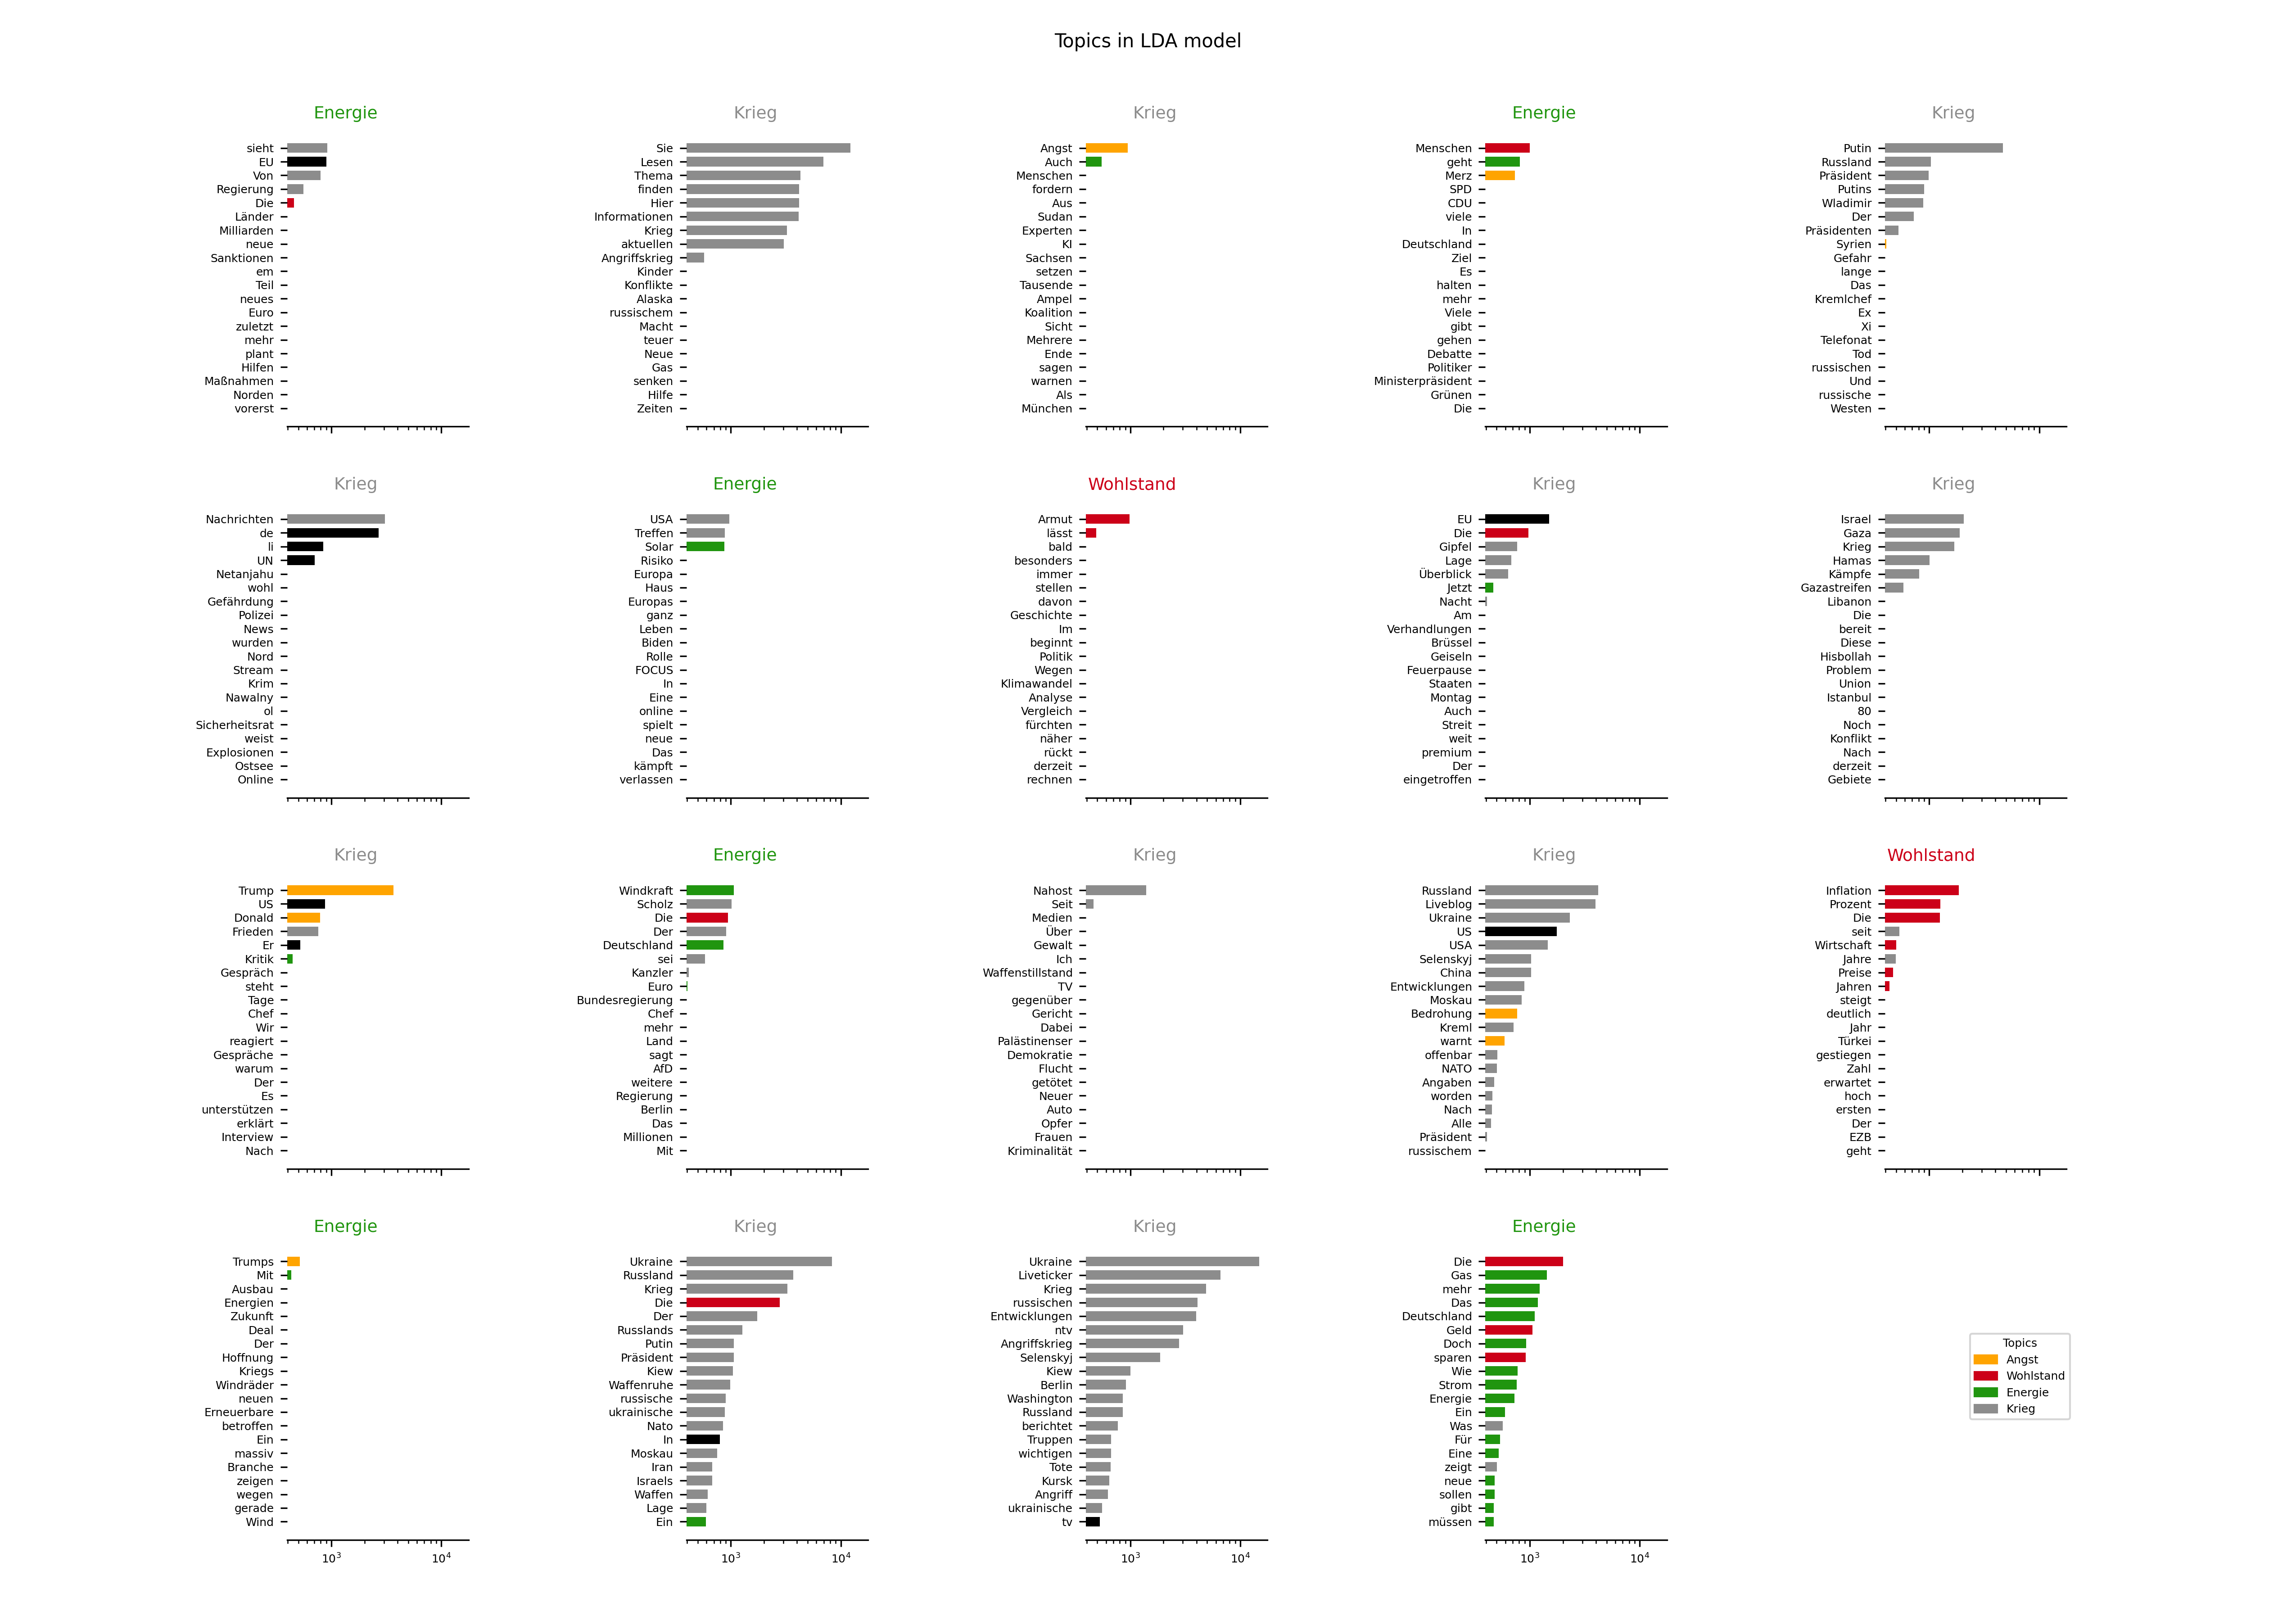 Topics in LDA model
Energie
sieht
EU
Von
Regierung
Die
Länder
Milliarden
neue
Sanktionen
em
Teil
neues
Euro
zuletzt
mehr
plant
Hilfen
Maßnahmen
Norden
vorerst
Krieg
Sie
Lesen
Thema
finden
Hier
Informationen
Krieg
aktuellen
Angriffskrieg
Kinder
Konflikte
Alaska
russischem
Macht
teuer
Neue
Gas
senken
Hilfe
Zeiten
Krieg
Angst
Auch
Menschen
fordern
Aus
Sudan
Experten
KI
Sachsen
setzen
Tausende
Ampel
Koalition
Sicht
Mehrere
Ende
sagen
warnen
Als
München
Energie
Menschen
geht
Merz
SPD
CDU
viele
In
Deutschland
Ziel
Es
halten
mehr
Viele
gibt
gehen
Debatte
Politiker
Ministerpräsident
Grünen
Die
Krieg
Putin
Russland
Präsident
Putins
Wladimir
Der
Präsidenten
Syrien
Gefahr
lange
Das
Kremlchef
Ex
Xi
Telefonat
Tod
russischen
Und
russische
Westen
Krieg
Nachrichten
de
li
UN
Netanjahu
wohl
Gefährdung
Polizei
News
wurden
Nord
Stream
Krim
Nawalny
ol
Sicherheitsrat
weist
Explosionen
Ostsee
Online
Energie
USA
Treffen
Solar
Risiko
Europa
Haus
Europas
ganz
Leben
Biden
Rolle
FOCUS
In
Eine
online
spielt
neue
Das
kämpft
verlassen
Wohlstand
Armut
lässt
bald
besonders
immer
stellen
davon
Geschichte
Im
beginnt
Politik
Wegen
Klimawandel
Analyse
Vergleich
fürchten
näher
rückt
derzeit
rechnen
Krieg
EU
Die
Gipfel
Lage
Überblick
Jetzt
Nacht
Am
Verhandlungen
Brüssel
Geiseln
Feuerpause
Staaten
Montag
Auch
Streit
weit
premium
Der
eingetroffen
Krieg
Israel
Gaza
Krieg
Hamas
Kämpfe
Gazastreifen
Libanon
Die
bereit
Diese
Hisbollah
Problem
Union
Istanbul
80
Noch
Konflikt
Nach
derzeit
Gebiete
Krieg
Trump
US
Donald
Frieden
Er
Kritik
Gespräch
steht
Tage
Chef
Wir
reagiert
Gespräche
warum
Der
Es
unterstützen
erklärt
Interview
Nach
Energie
Windkraft
Scholz
Die
Der
Deutschland
sei
Kanzler
Euro
Bundesregierung
Chef
mehr
Land
sagt
AfD
weitere
Regierung
Berlin
Das
Millionen
Mit
Krieg
Nahost
Seit
Medien
Über
Gewalt
Ich
Waffenstillstand
TV
gegenüber
Gericht
Dabei
Palästinenser
Demokratie
Flucht
getötet
Neuer
Auto
Opfer
Frauen
Kriminalität
Krieg
Russland
Liveblog
Ukraine
US
USA
Selenskyj
China
Entwicklungen
Moskau
Bedrohung
Kreml
warnt
offenbar
NATO
Angaben
worden
Nach
Alle
Präsident
russischem
Wohlstand
Inflation
Prozent
Die
seit
Wirtschaft
Jahre
Preise
Jahren
steigt
deutlich
Jahr
Türkei
gestiegen
Zahl
erwartet
hoch
ersten
Der
EZB
geht
Energie
Trumps
Mit
Ausbau
Energien
Zukunft
Deal
Der
Hoffnung
Kriegs
Windräder
neuen
Erneuerbare
betroffen
Ein
massiv
Branche
zeigen
wegen
gerade
Wind
10³ 10⁴
Krieg
Ukraine
Russland
Krieg
Die
Der
Russlands
Putin
Präsident
Kiew
Waffenruhe
russische
ukrainische
Nato
In
Moskau
Iran
Israels
Waffen
Lage
Ein
10³ 10⁴
Krieg
Ukraine
Liveticker
Krieg
russischen
Entwicklungen
ntv
Angriffskrieg
Selenskyj
Kiew
Berlin
Washington
Russland
berichtet
Truppen
wichtigen
Tote
Kursk
Angriff
ukrainische
tv
10³ 10⁴
Energie
Die
Gas
mehr
Das
Deutschland
Geld
Doch
sparen
Wie
Strom
Energie
Ein
Was
Für
Eine
zeigt
neue
sollen
gibt
müssen
10³ 10⁴
Topics
Angst
Wohlstand
Energie
Krieg